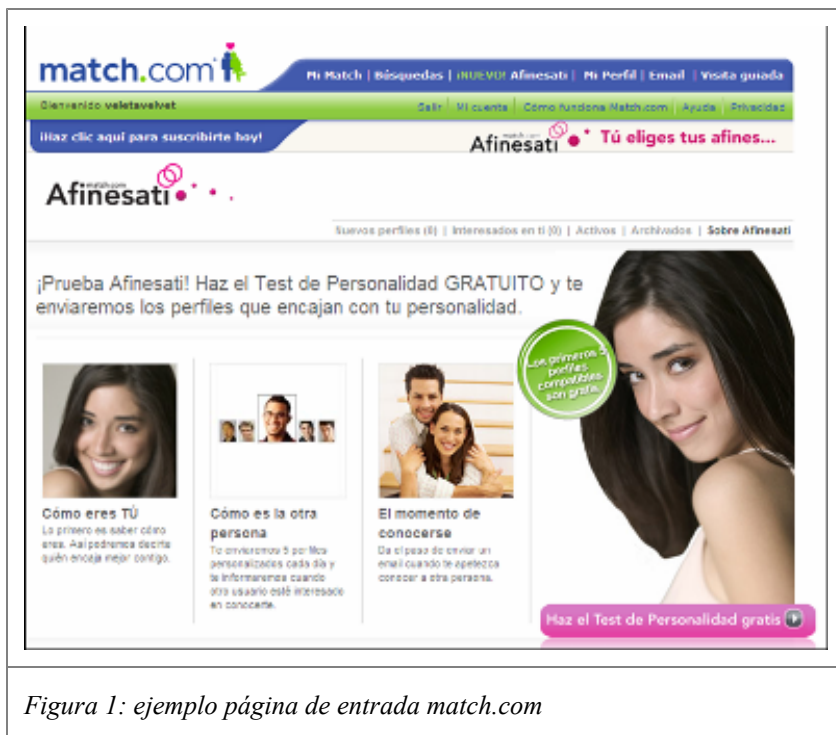 match.com
Mi Match | Búsquedas | ¡NUEVO! Afinesati | Mi Perfil | Email | Visita guiada
Bienvenido veletavelvet
Salir | Mi cuenta | Cómo funciona Match.com | Ayuda | Privacidad
¡Haz clic aquí para suscribirte hoy!
match.com
Afinesati
Tú eliges tus afines...
match.com
Afinesati
Nuevos perfiles (0) | Interesados en ti (0) | Activos | Archivados | Sobre Afinesati
¡Prueba Afinesati! Haz el Test de Personalidad GRATUITO y te
enviaremos los perfiles que encajan con tu personalidad.
Los primeros 5
perfiles
compatibles
son gratis
Cómo eres TÚ
Lo primero es saber cómo
eres. Así podremos decirte
quién encaja mejor contigo.
Cómo es la otra
persona
Te enviaremos 5 perfiles
personalizados cada día y
te informaremos cuando
otro usuario esté interesado
en conocerte.
El momento de
conocerse
Da el paso de enviar un
email cuando te apetezca
conocer a otra persona.
Haz el Test de Personalidad gratis
Figura 1: ejemplo página de entrada match.com